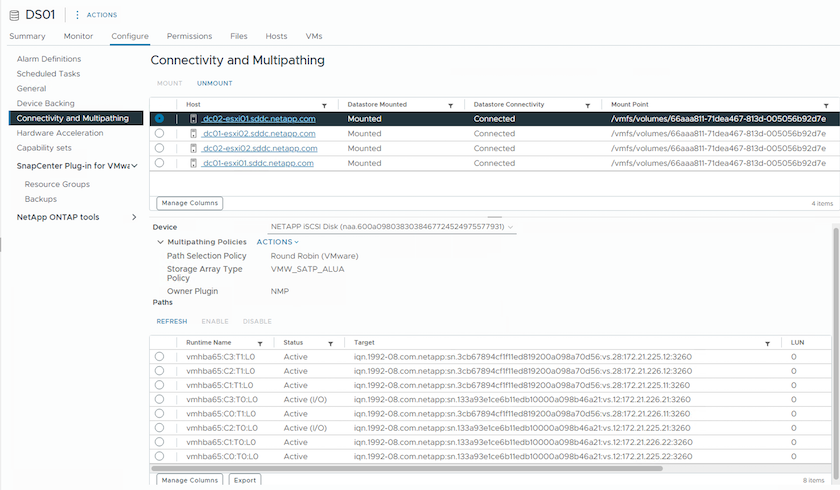 DS01 ACTIONS
Summary Monitor Configure Permissions Files Hosts VMs
Alarm Definitions
Scheduled Tasks
General
Device Backing
Connectivity and Multipathing
Hardware Acceleration
Capability sets
SnapCenter Plug-in for VMwa
Resource Groups
Backups
NetApp ONTAP tools
Connectivity and Multipathing
MOUNT UNMOUNT
Host Datastore Mounted Datastore Connectivity Mount Point
dc02-esxi01.sddc.netapp.com Mounted Connected /vmfs/volumes/66aaa811-71dea467-813d-005056b92d7e
dc01-esxi02.sddc.netapp.com Mounted Connected /vmfs/volumes/66aaa811-71dea467-813d-005056b92d7e
dc02-esxi02.sddc.netapp.com Mounted Connected /vmfs/volumes/66aaa811-71dea467-813d-005056b92d7e
dc01-esxi01.sddc.netapp.com Mounted Connected /vmfs/volumes/66aaa811-71dea467-813d-005056b92d7e
Manage Columns 4 items
Device NETAPP iSCSI Disk (naa.600a09803830384677245249755779​31)
Multipathing Policies ACTIONS
Path Selection Policy Round Robin (VMware)
Storage Array Type VMW_SATP_ALUA
Policy
Owner Plugin NMP
Paths
REFRESH ENABLE DISABLE
Runtime Name Status Target LUN
vmhba65:C3:T1:L0 Active iqn.1992-08.com.netapp:sn.3cb67894cf1f11ed819200a098a70d56:vs.28:172.21.225.12:3260 0
vmhba65:C2:T1:L0 Active iqn.1992-08.com.netapp:sn.3cb67894cf1f11ed819200a098a70d56:vs.28:172.21.226.12:3260 0
vmhba65:C1:T1:L0 Active iqn.1992-08.com.netapp:sn.3cb67894cf1f11ed819200a098a70d56:vs.28:172.21.225.11:3260 0
vmhba65:C3:T0:L0 Active (I/O) iqn.1992-08.com.netapp:sn.133a93e1ce6b11edb10000a098b46a21:vs.12:172.21.226.21:3260 0
vmhba65:C0:T1:L0 Active iqn.1992-08.com.netapp:sn.3cb67894cf1f11ed819200a098a70d56:vs.28:172.21.226.11:3260 0
vmhba65:C2:T0:L0 Active (I/O) iqn.1992-08.com.netapp:sn.133a93e1ce6b11edb10000a098b46a21:vs.12:172.21.225.21:3260 0
vmhba65:C1:T0:L0 Active iqn.1992-08.com.netapp:sn.133a93e1ce6b11edb10000a098b46a21:vs.12:172.21.226.22:3260 0
vmhba65:C0:T0:L0 Active iqn.1992-08.com.netapp:sn.133a93e1ce6b11edb10000a098b46a21:vs.12:172.21.225.22:3260 0
Manage Columns Export 8 items